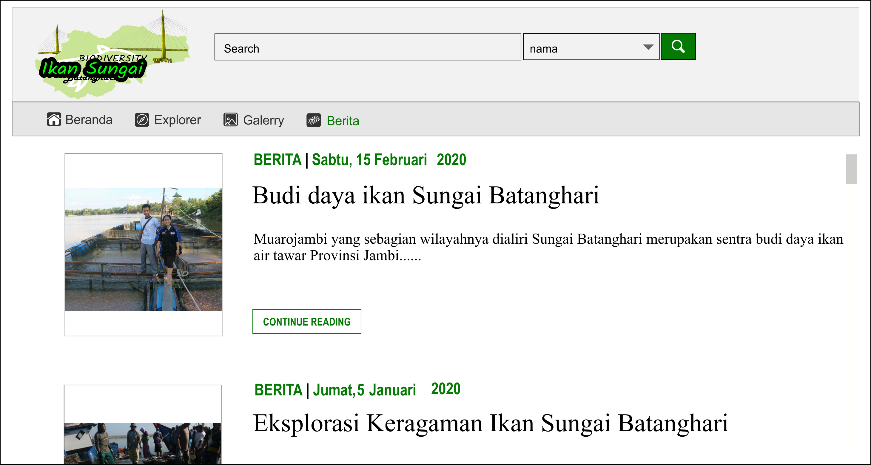 BIODIVERSITY
Ikan Sungai
Batanghari
Search
nama
Beranda
Explorer
Galerry
Berita
BERITA | Sabtu, 15 Februari 2020
Budi daya ikan Sungai Batanghari
Muarojambi yang sebagian wilayahnya dialiri Sungai Batanghari merupakan sentra budi daya ikan
air tawar Provinsi Jambi......
CONTINUE READING
BERITA | Jumat, 5 Januari 2020
Eksplorasi Keragaman Ikan Sungai Batanghari